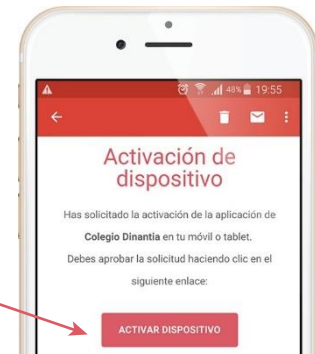 48% 19:55
Activación de
dispositivo
Has solicitado la activación de la aplicación de
Colegio Dinantia en tu móvil o tablet.
Debes aprobar la solicitud haciendo clic en el
siguiente enlace:
ACTIVAR DISPOSITIVO